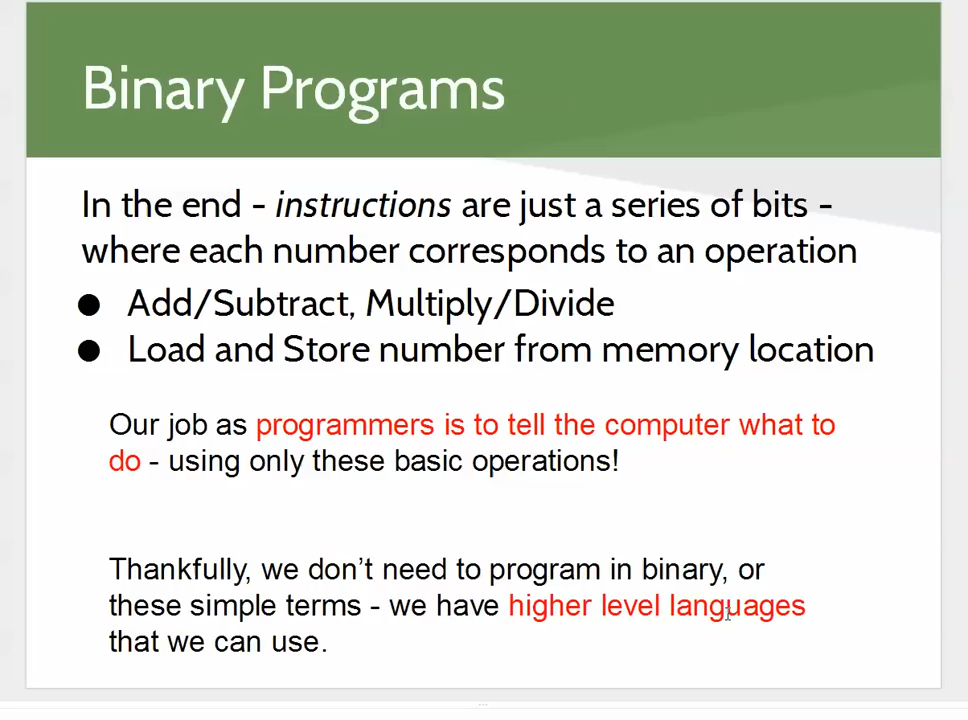 Binary Programs
In the end - instructions are just a series of bits -
where each number corresponds to an operation
● Add/Subtract, Multiply/Divide
● Load and Store number from memory location
Our job as programmers is to tell the computer what to
do - using only these basic operations!
Thankfully, we don't need to program in binary, or
these simple terms - we have higher level languages
that we can use.